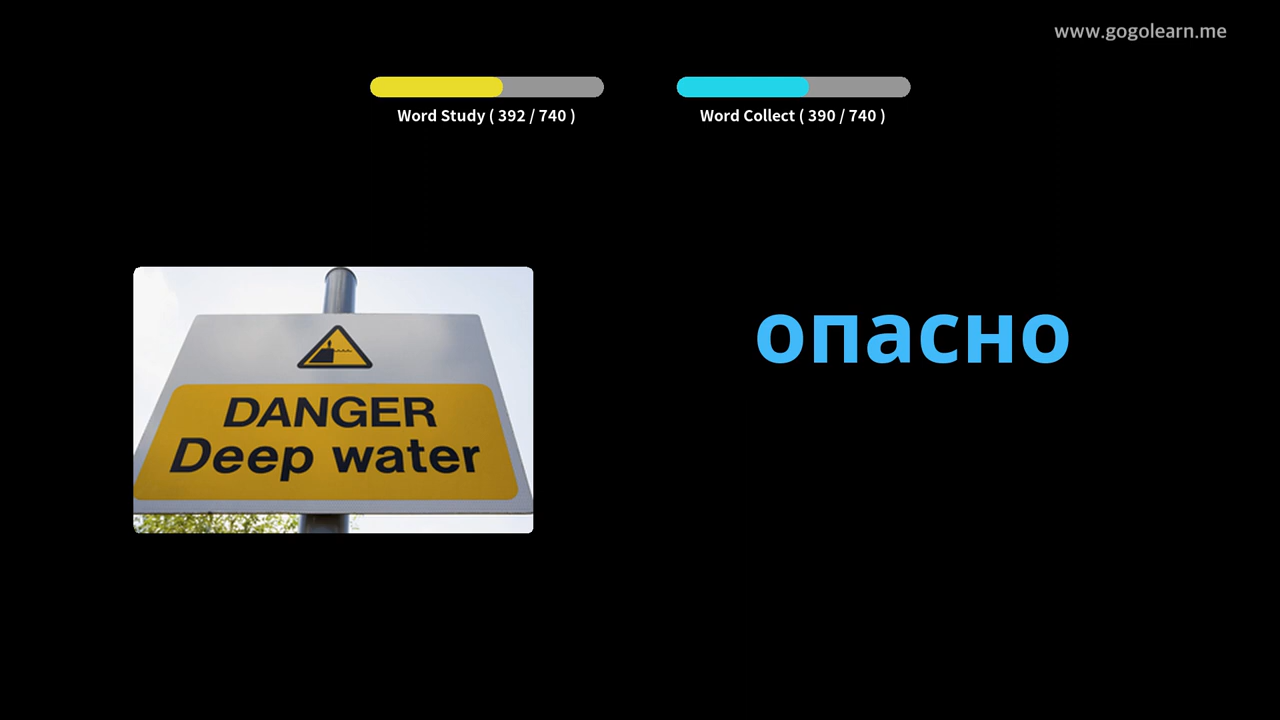 www.gogolearn.me
Word Study ( 392 / 740 )
Word Collect ( 390 / 740 )
DANGER
Deep water
опасно